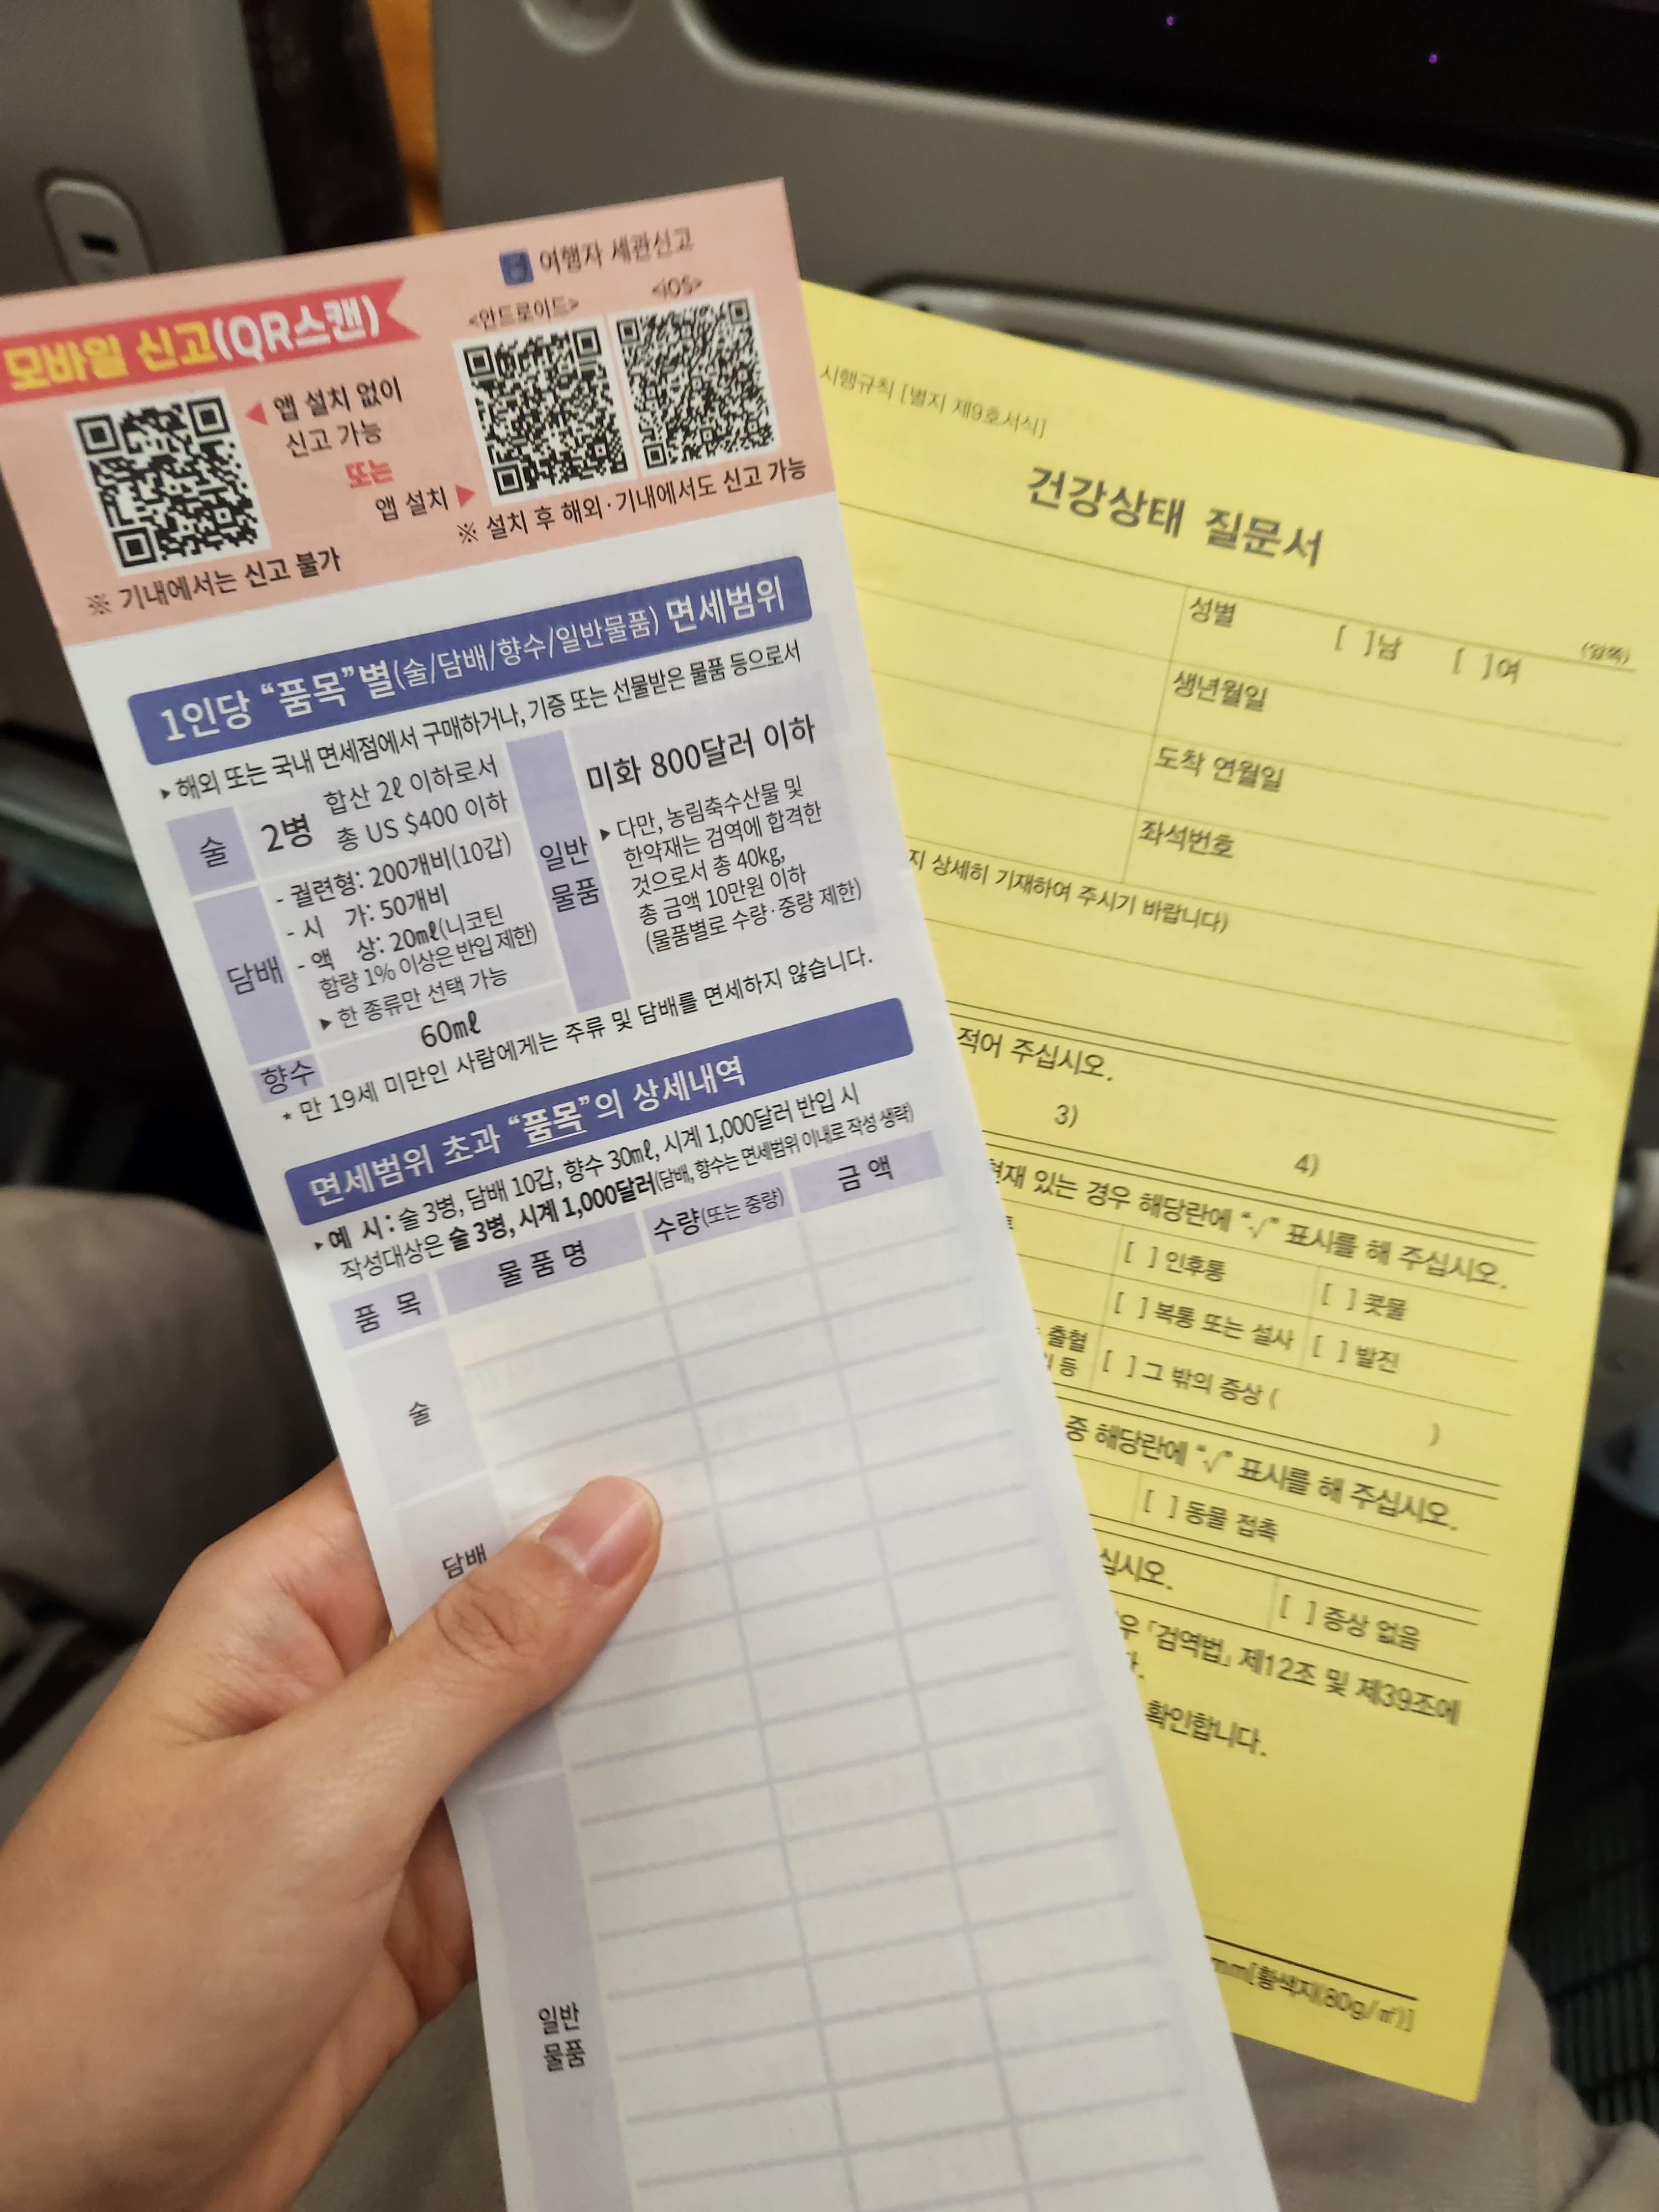 여행자 세관신고
모바일 신고(QR스캔)
<안드로이드>
<iOS>
◀ 앱 설치 없이
신고 가능
또는
앱 설치 ▶
※ 기내에서는 신고 불가
※ 설치 후 해외·기내에서도 신고 가능
1인당 “품목”별(술/담배/향수/일반물품) 면세범위
▸해외 또는 국내 면세점에서 구매하거나, 기증 또는 선물받은 물품 등으로서
술
2병
합산 2ℓ 이하로서
총 US $400 이하
담배
- 궐련형: 200개비(10갑)
- 시 가: 50개비
- 액 상: 20㎖(니코틴
함량 1% 이상은 반입 제한)
▸한 종류만 선택 가능
향수
60㎖
일반
물품
미화 800달러 이하
▸다만, 농림축수산물 및
한약재는 검역에 합격한
것으로서 총 40kg,
총 금액 10만원 이하
(물품별로 수량·중량 제한)
* 만 19세 미만인 사람에게는 주류 및 담배를 면세하지 않습니다.
면세범위 초과 “품목”의 상세내역
▸예 시: 술 3병, 담배 10갑, 향수 30㎖, 시계 1,000달러 반입 시
작성대상은 술 3병, 시계 1,000달러(담배, 향수는 면세범위 이내로 작성 생략)
품 목
물 품 명
수량(또는 중량)
금 액
술
담배
일반
물품
시행규칙 [별지 제9호서식]
건강상태 질문서
(앞쪽)
성별
[ ]남 [ ]여
생년월일
도착 연월일
좌석번호
지 상세히 기재하여 주시기 바랍니다)
적어 주십시오.
3)
4)
현재 있는 경우 해당란에 “√” 표시를 해 주십시오.
[ ] 인후통
[ ] 콧물
[ ] 복통 또는 설사
[ ] 발진
출혈
등
[ ] 그 밖의 증상 ( )
중 해당란에 “√” 표시를 해 주십시오.
[ ] 동물 접촉
십시오.
[ ] 증상 없음
우 「검역법」 제12조 및 제39조에
다.
확인합니다.
mm[황색지(80g/㎡)]